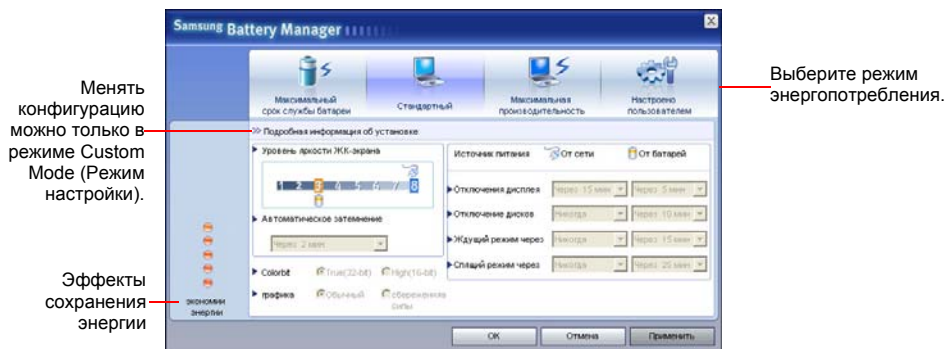 Samsung Battery Manager
Максимальный
срок службы батареи
Стандартный
Максимальная
производительность
Настроено
пользователем
Выберите режим
энергопотребления.
Менять
конфигурацию
можно только в
режиме Custom
Mode (Режим
настройки).
Подробная информация об установке
Уровень яркости ЖК-экрана
1 2 3 4 5 6 7 8
Автоматическое затемнение
Через 2 мин
Colorbit True(32-bit) High(16-bit)
графика Обычный Сбережения
силы
Источник питания От сети От батарей
Отключения дисплея Через 15 мин Через 5 мин
Отключение дисков Никогда Через 10 мин
Ждущий режим через Никогда Через 15 мин
Спящий режим через Никогда Через 20 мин
Эффекты
сохранения
энергии
экономии
энергии
OK Отмена Применить